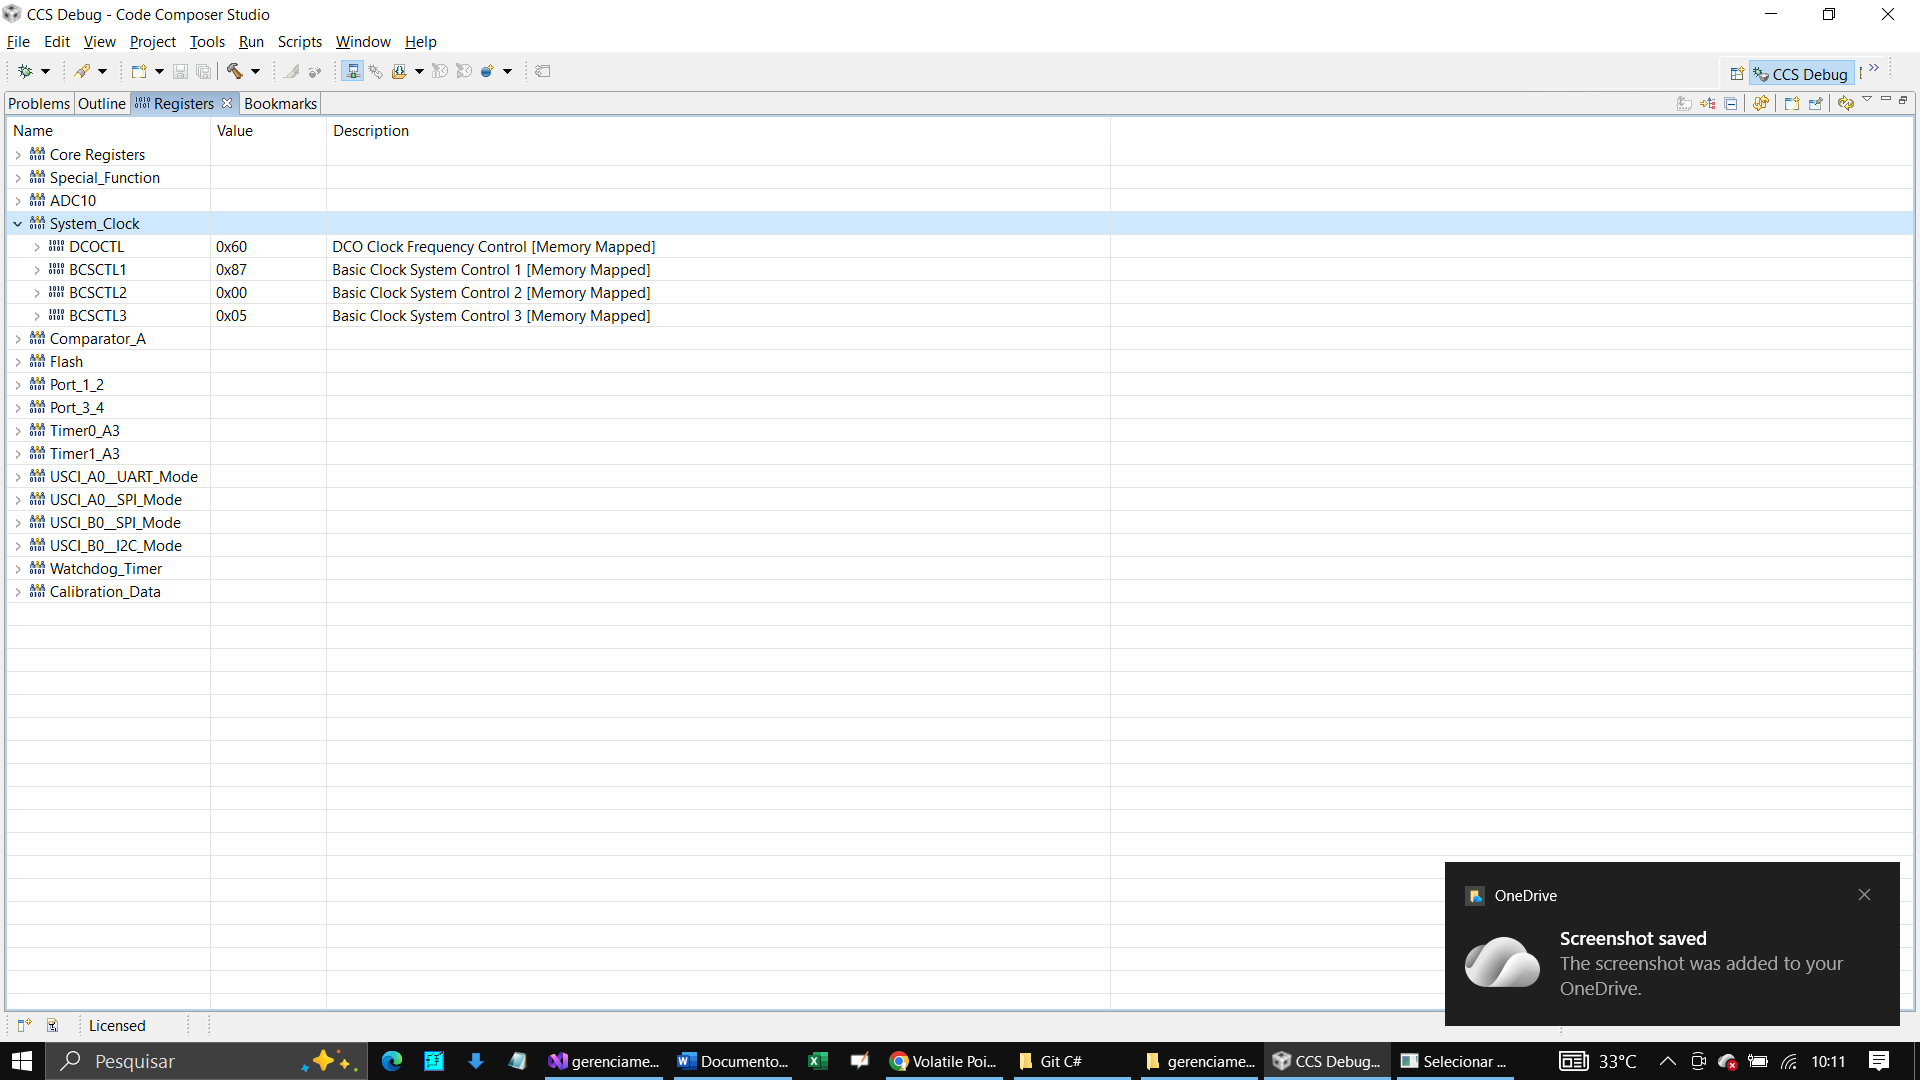 CCS Debug - Code Composer Studio
File Edit View Project Tools Run Scripts Window Help
CCS Debug
Problems Outline Registers Bookmarks
Name Value Description
Core Registers
Special_Function
ADC10
System_Clock
DCOCTL 0x60 DCO Clock Frequency Control [Memory Mapped]
BCSCTL1 0x87 Basic Clock System Control 1 [Memory Mapped]
BCSCTL2 0x00 Basic Clock System Control 2 [Memory Mapped]
BCSCTL3 0x05 Basic Clock System Control 3 [Memory Mapped]
Comparator_A
Flash
Port_1_2
Port_3_4
Timer0_A3
Timer1_A3
USCI_A0__UART_Mode
USCI_A0__SPI_Mode
USCI_B0__SPI_Mode
USCI_B0__I2C_Mode
Watchdog_Timer
Calibration_Data
OneDrive
Screenshot saved
The screenshot was added to your
OneDrive.
Licensed
Pesquisar gerenciame... Documento... Volatile Poi... Git C# gerenciame... CCS Debug... Selecionar ... 33°C 10:11